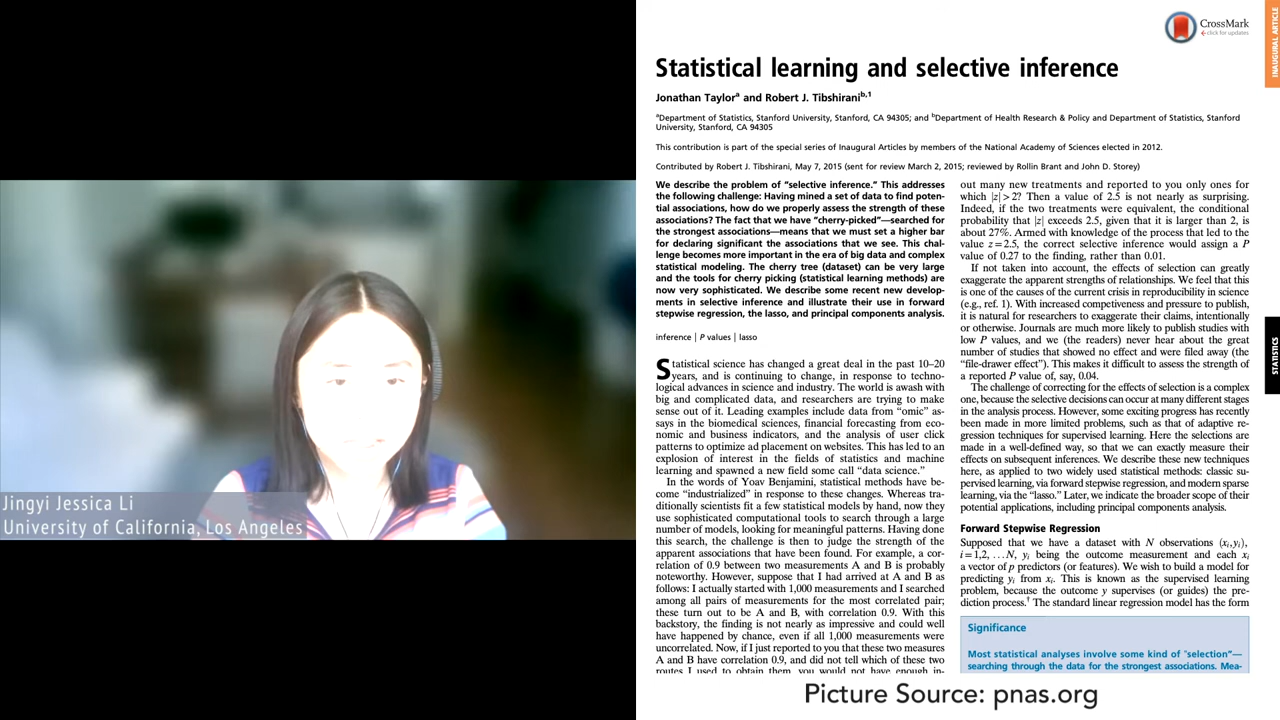 Jingyi Jessica Li
University of California, Los Angeles
CrossMark
click for updates
INAUGURAL ARTICLE
Statistical learning and selective inference
Jonathan Taylorᵃ and Robert J. Tibshiraniᵇ,¹
ᵃDepartment of Statistics, Stanford University, Stanford, CA 94305; and ᵇDepartment of Health Research & Policy and Department of Statistics, Stanford
University, Stanford, CA 94305
This contribution is part of the special series of Inaugural Articles by members of the National Academy of Sciences elected in 2012.
Contributed by Robert J. Tibshirani, May 7, 2015 (sent for review March 2, 2015; reviewed by Rollin Brant and John D. Storey)
We describe the problem of “selective inference.” This addresses
the following challenge: Having mined a set of data to find poten-
tial associations, how do we properly assess the strength of these
associations? The fact that we have “cherry-picked”—searched for
the strongest associations—means that we must set a higher bar
for declaring significant the associations that we see. This chal-
lenge becomes more important in the era of big data and complex
statistical modeling. The cherry tree (dataset) can be very large
and the tools for cherry picking (statistical learning methods) are
now very sophisticated. We describe some recent new develop-
ments in selective inference and illustrate their use in forward
stepwise regression, the lasso, and principal components analysis.
inference | P values | lasso
Statistical science has changed a great deal in the past 10–20
years, and is continuing to change, in response to techno-
logical advances in science and industry. The world is awash with
big and complicated data, and researchers are trying to make
sense out of it. Leading examples include data from “omic” as-
says in the biomedical sciences, financial forecasting from eco-
nomic and business indicators, and the analysis of user click
patterns to optimize ad placement on websites. This has led to an
explosion of interest in the fields of statistics and machine
learning and spawned a new field some call “data science.”
In the words of Yoav Benjamini, statistical methods have be-
come “industrialized” in response to these changes. Whereas tra-
ditionally scientists fit a few statistical models by hand, now they
use sophisticated computational tools to search through a large
number of models, looking for meaningful patterns. Having done
this search, the challenge is then to judge the strength of the
apparent associations that have been found. For example, a cor-
relation of 0.9 between two measurements A and B is probably
noteworthy. However, suppose that I had arrived at A and B as
follows: I actually started with 1,000 measurements and I searched
among all pairs of measurements for the most correlated pair;
these turn out to be A and B, with correlation 0.9. With this
backstory, the finding is not nearly as impressive and could well
have happened by chance, even if all 1,000 measurements were
uncorrelated. Now, if I just reported to you that these two measures
A and B have correlation 0.9, and did not tell which of these two
routes I used to obtain them, you would not have enough in-
out many new treatments and reported to you only ones for
which |z| > 2? Then a value of 2.5 is not nearly as surprising.
Indeed, if the two treatments were equivalent, the conditional
probability that |z| exceeds 2.5, given that it is larger than 2, is
about 27%. Armed with knowledge of the process that led to the
value z = 2.5, the correct selective inference would assign a P
value of 0.27 to the finding, rather than 0.01.
If not taken into account, the effects of selection can greatly
exaggerate the apparent strengths of relationships. We feel that this
is one of the causes of the current crisis in reproducibility in science
(e.g., ref. 1). With increased competiveness and pressure to publish,
it is natural for researchers to exaggerate their claims, intentionally
or otherwise. Journals are much more likely to publish studies with
low P values, and we (the readers) never hear about the great
number of studies that showed no effect and were filed away (the
“file-drawer effect”). This makes it difficult to assess the strength of
a reported P value of, say, 0.04.
The challenge of correcting for the effects of selection is a complex
one, because the selective decisions can occur at many different stages
in the analysis process. However, some exciting progress has recently
been made in more limited problems, such as that of adaptive re-
gression techniques for supervised learning. Here the selections are
made in a well-defined way, so that we can exactly measure their
effects on subsequent inferences. We describe these new techniques
here, as applied to two widely used statistical methods: classic su-
pervised learning, via forward stepwise regression, and modern sparse
learning, via the “lasso.” Later, we indicate the broader scope of their
potential applications, including principal components analysis.
Forward Stepwise Regression
Supposed that we have a dataset with N observations (xᵢ,yᵢ),
i=1,2, …N, yᵢ being the outcome measurement and each xᵢ
a vector of p predictors (or features). We wish to build a model for
predicting yᵢ from xᵢ. This is known as the supervised learning
problem, because the outcome y supervises (or guides) the pre-
diction process.† The standard linear regression model has the form
Significance
Most statistical analyses involve some kind of “selection”—
searching through the data for the strongest associations. Mea-
STATISTICS
Picture Source: pnas.org